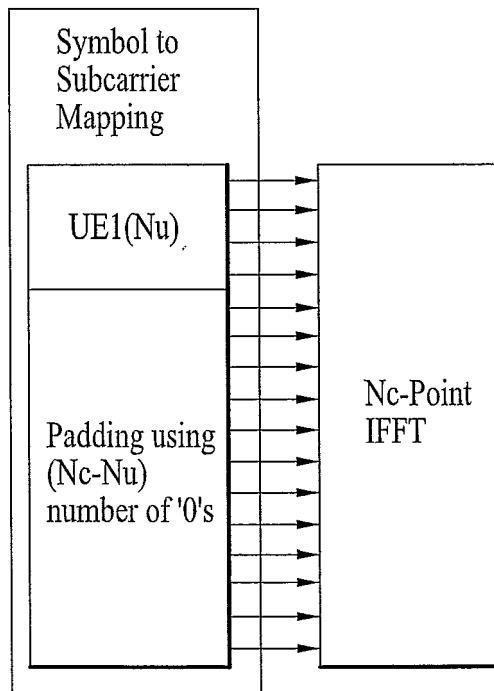 Symbol to
Subcarrier
Mapping
UE1(Nu)
Padding using
(Nc-Nu)
number of '0's
Nc-Point
IFFT